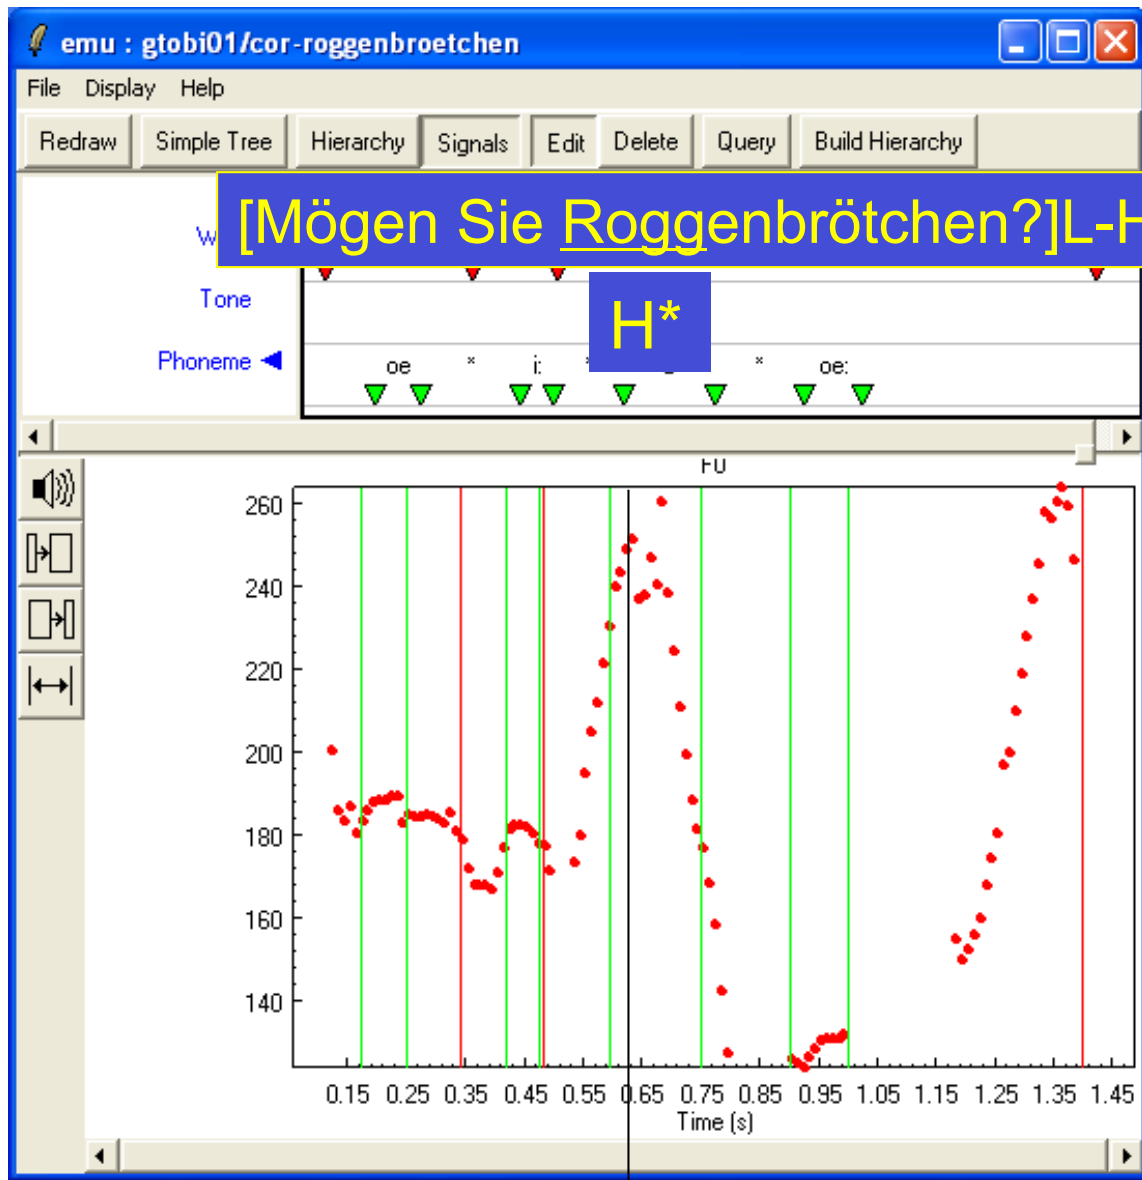 emu : gtobi01/cor-roggenbroetchen
File Display Help
Redraw Simple Tree Hierarchy Signals Edit Delete Query Build Hierarchy
[Mögen Sie Roggenbrötchen?]L-H
Tone
H*
Phoneme
oe * i: * oe:
F0
260
240
220
200
180
160
140
0.15 0.25 0.35 0.45 0.55 0.65 0.75 0.85 0.95 1.05 1.15 1.25 1.35 1.45
Time (s)